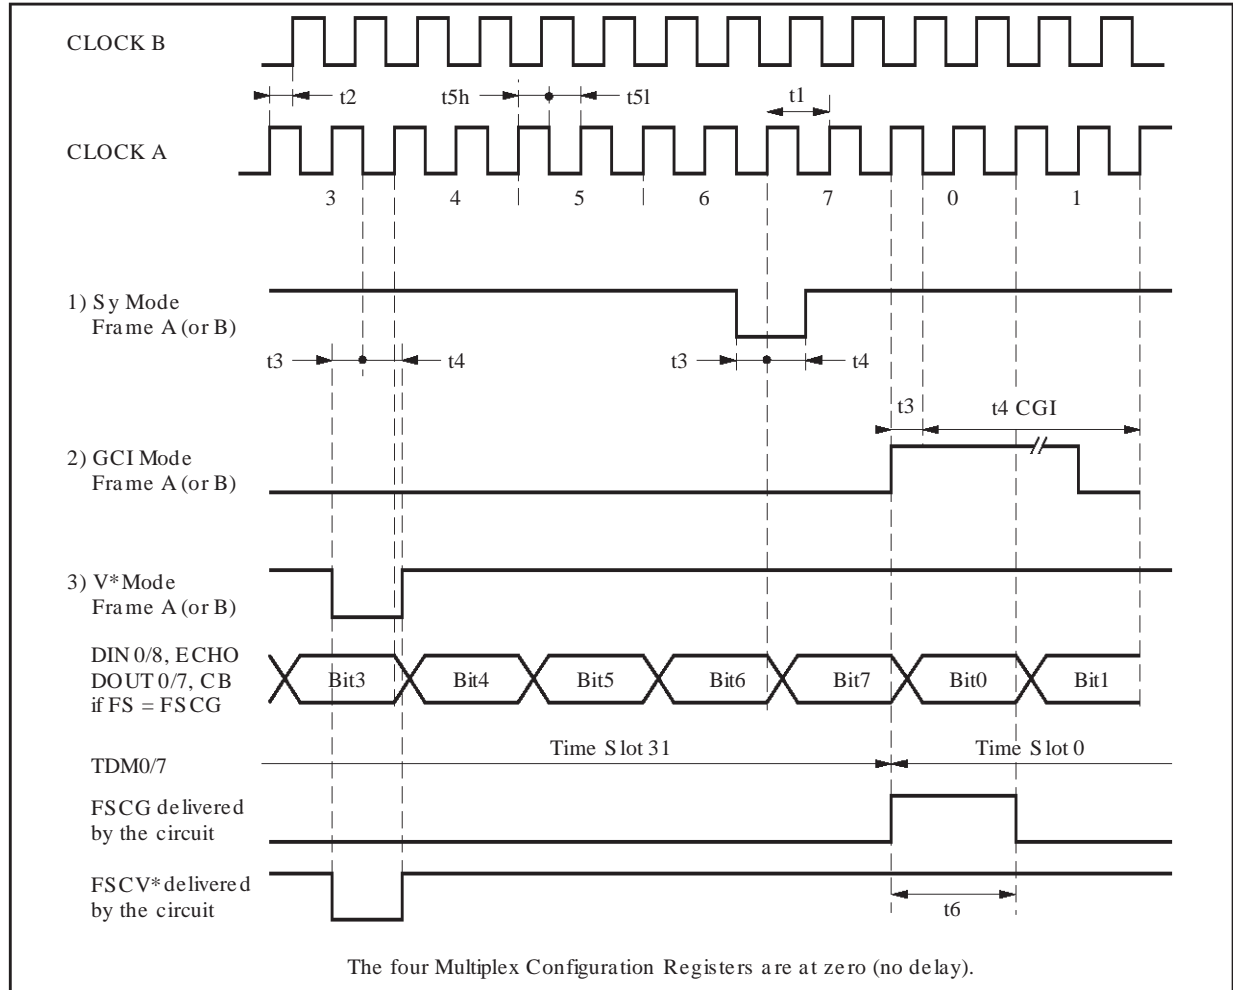 CLOCK B
t2
t5h
t5l
t1
CLOCK A
3
4
5
6
7
0
1
1) Sy Mode
Frame A (or B)
t3
t4
t3
t4
t3
t4 CGI
2) GCI Mode
Frame A (or B)
3) V* Mode
Frame A (or B)
DIN 0/8, ECHO
DOUT 0/7, CB
if FS = FSCG
Bit3
Bit4
Bit5
Bit6
Bit7
Bit0
Bit1
TDM0/7
Time Slot 31
Time Slot 0
FSCG delivered
by the circuit
FSCV* delivered
by the circuit
t6
The four Multiplex Configuration Registers are at zero (no delay).